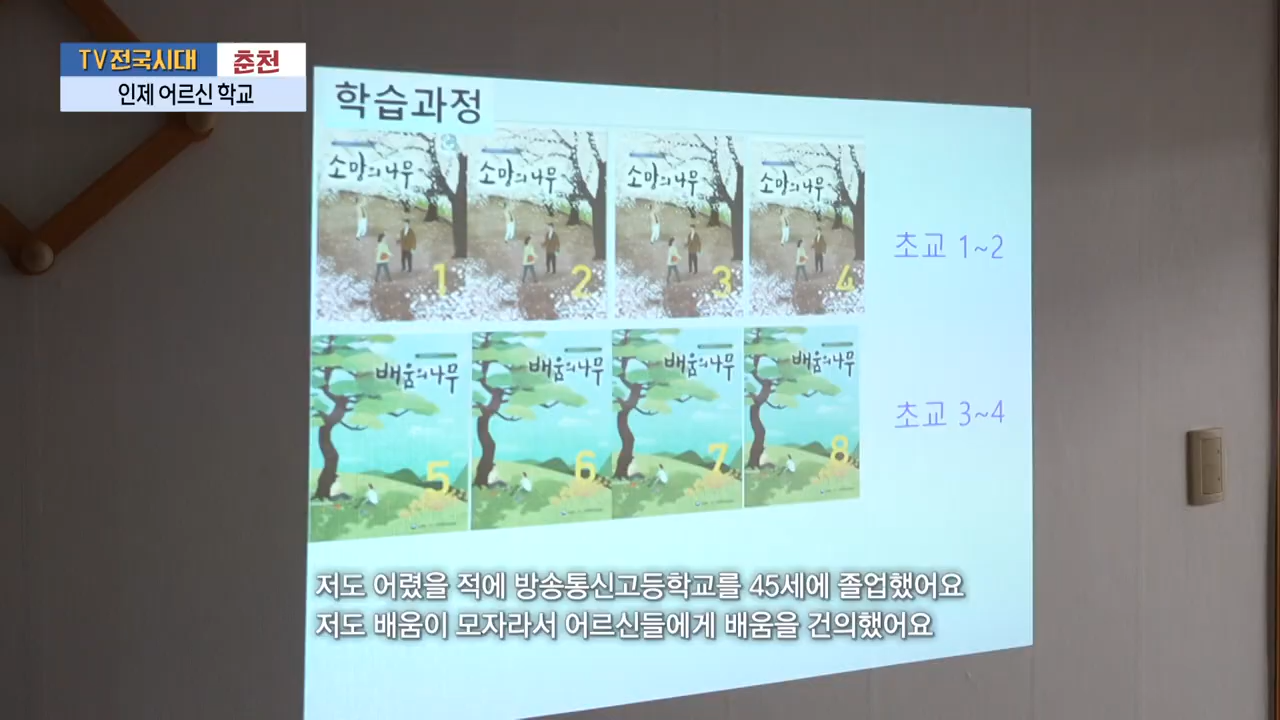 TV전국시대 춘천
인제 어르신 학교
학습과정
소망의 나무 소망의 나무 소망의 나무 소망의 나무
1 2 3 4
초교 1~2
배움의 나무 배움의 나무 배움의 나무 배움의 나무
5 6 7 8
초교 3~4
저도 어렸을 적에 방송통신고등학교를 45세에 졸업했어요
저도 배움이 모자라서 어르신들에게 배움을 건의했어요